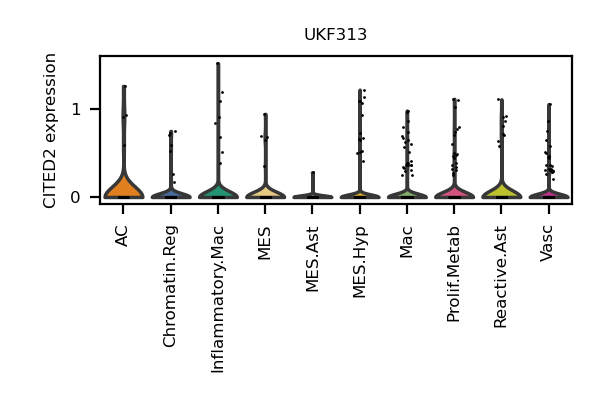 UKF313
CITED2 expression
1
0
AC
Chromatin.Reg
Inflammatory.Mac
MES
MES.Ast
MES.Hyp
Mac
Prolif.Metab
Reactive.Ast
Vasc